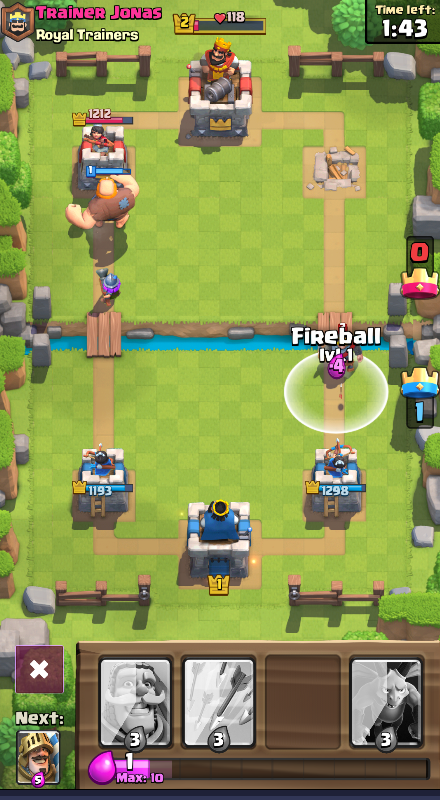 Trainer Jonas
Royal Trainers
2
118
Time left:
1:43
1212
1
0
Fireball
lvl.1
-4
1
1193
1298
1
3
3
3
Next:
5
1
Max: 10